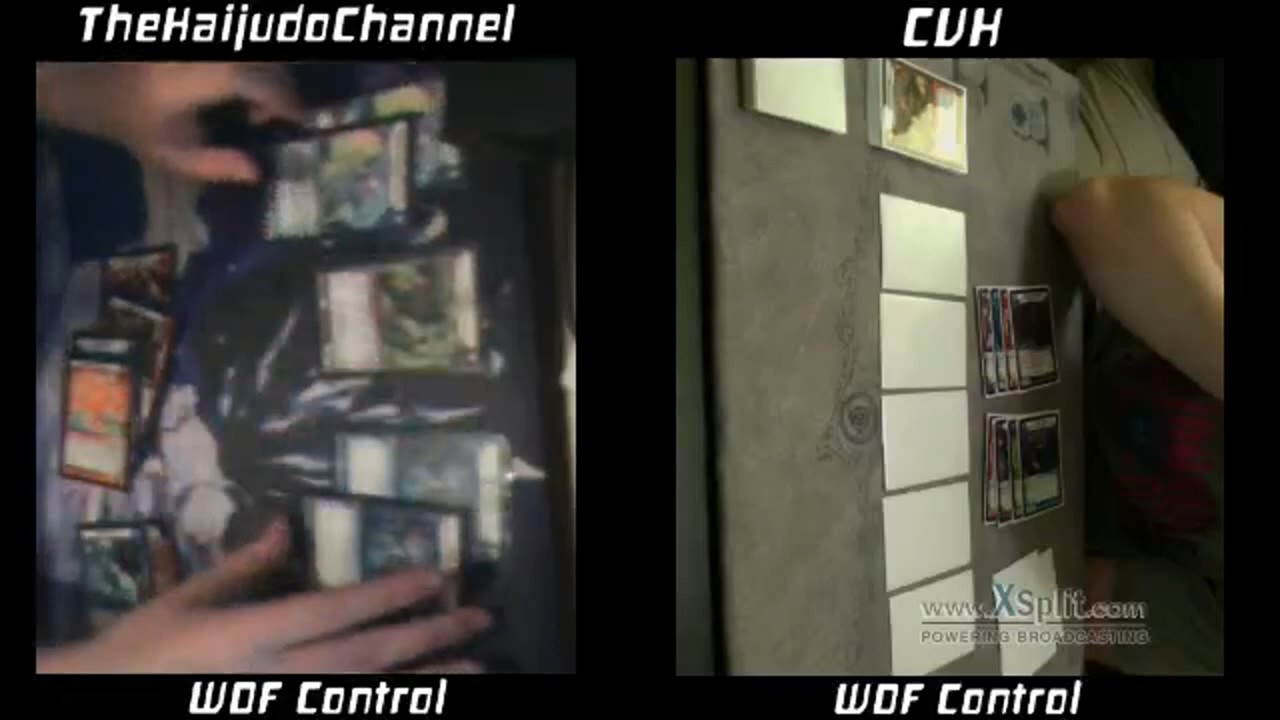 TheKaijudoChannel
CVH
www.XSplit.com
POWERING BROADCASTING
WDF Control
WDF Control